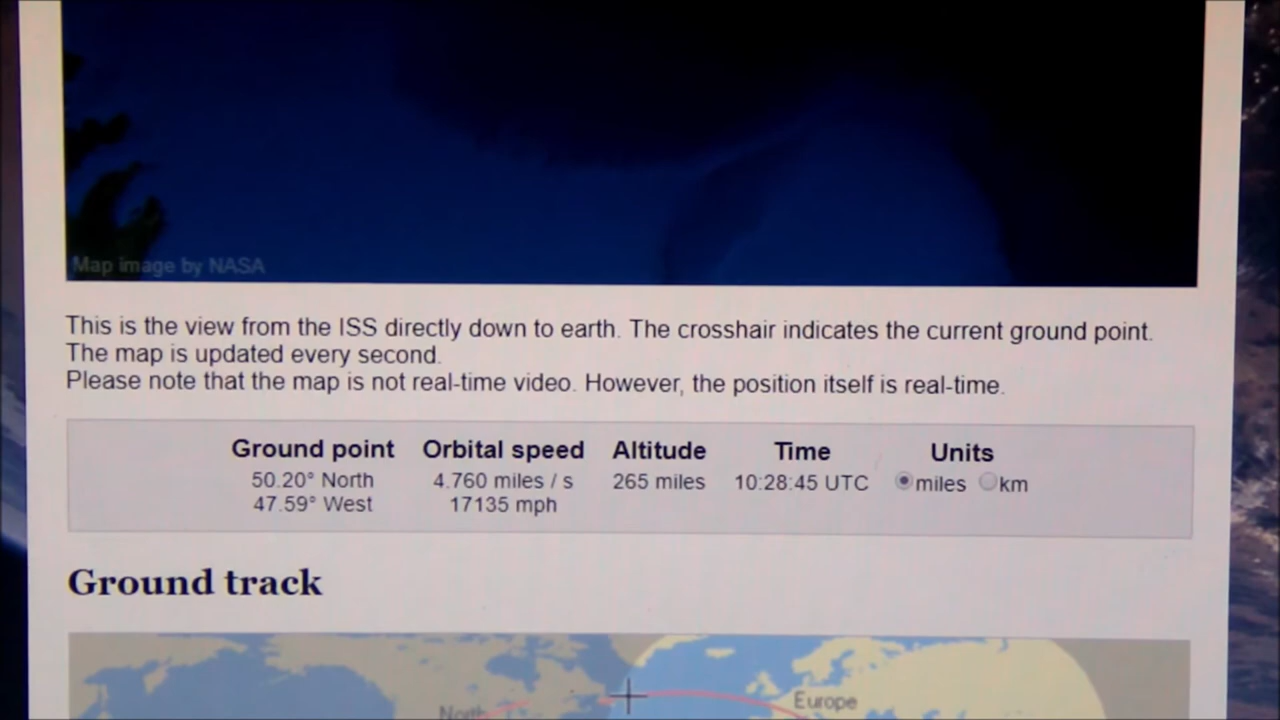 Map image by NASA
This is the view from the ISS directly down to earth. The crosshair indicates the current ground point.
The map is updated every second.
Please note that the map is not real-time video. However, the position itself is real-time.
Ground point Orbital speed Altitude Time Units
50.20° North 4.760 miles / s 265 miles 10:28:45 UTC miles km
47.59° West 17135 mph
Ground track
North Europe